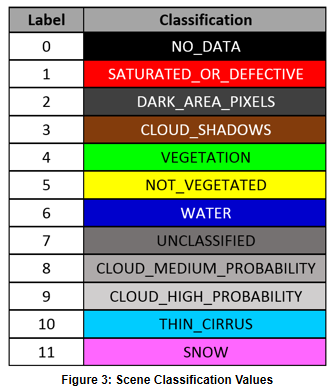 Label Classification
0 NO_DATA
1 SATURATED_OR_DEFECTIVE
2 DARK_AREA_PIXELS
3 CLOUD_SHADOWS
4 VEGETATION
5 NOT_VEGETATED
6 WATER
7 UNCLASSIFIED
8 CLOUD_MEDIUM_PROBABILITY
9 CLOUD_HIGH_PROBABILITY
10 THIN_CIRRUS
11 SNOW
Figure 3: Scene Classification Values